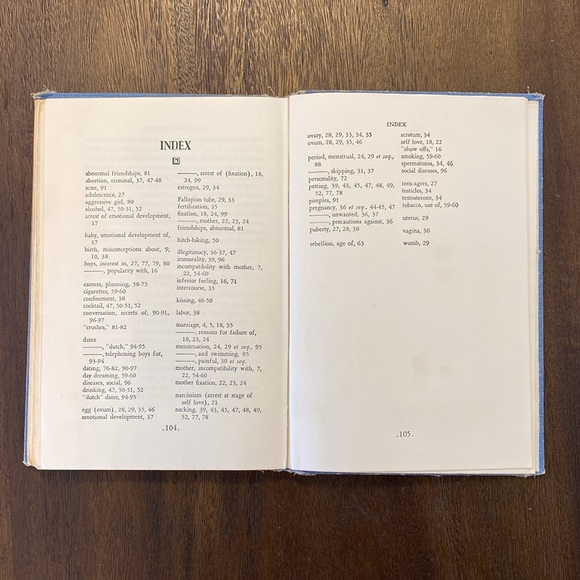 INDEX
abnormal friendships, 81
abortion, criminal, 37, 47-48
acne, 91
adolescence, 27
aggressive girl, 80
alcohol, 47, 50-51, 52
arrest of emotional development,
17
baby, emotional development of,
17
birth, misconceptions about, 9,
10, 38
boys, interest in, 27, 77, 79, 80
———, popularity with, 16
careers, planning, 58-73
cigarettes, 59-60
confinement, 38
cocktail, 47, 50-51, 52
conversation, secrets of, 90-91,
96-97
"crushes," 81-82
dates
———, "dutch," 94-95
———, telephoning boys for,
93-94
dating, 76-82, 90-97
day dreaming, 59-60
diseases, social, 96
drinking, 47, 50-51, 52
"dutch" dates, 94-95
egg (ovum), 28, 29, 35, 46
emotional development, 17
———, arrest of (fixation), 18,
24, 99
estrogen, 29, 34
Fallopian tube, 29, 33
fertilization, 35
fixation, 18, 24, 99
———, mother, 22, 23, 24
friendships, abnormal, 81
hitch-hiking, 50
illegitimacy, 36-37, 47
immorality, 59, 96
incompatibility with mother, 7,
22, 54-60
inferior feeling, 16, 71
intercourse, 35
kissing, 48-50
labor, 38
marriage, 4, 5, 18, 35
———, reasons for failure of,
18, 23, 24
menstruation, 24, 29 et seq., 95
———, and swimming, 95
———, painful, 30 et seq.
mother, incompatibility with, 7,
22, 54-60
mother fixation, 22, 23, 24
narcissism (arrest at stage of
self love), 21
necking, 39, 43, 45, 47, 48, 49,
52, 77, 78
.104.
INDEX
ovary, 28, 29, 33, 34, 35
ovum, 28, 29, 35, 46
period, menstrual, 24, 29 et seq.,
88
———, skipping, 31, 37
personality, 72
petting, 39, 43, 45, 47, 48, 49,
52, 77, 78
pimples, 91
pregnancy, 36 et seq., 44-45, 47
———, unwanted, 36, 37
———, precautions against, 36
puberty, 27, 28, 30
rebellion, age of, 63
scrotum, 34
self love, 18, 22
"show offs," 16
smoking, 59-60
spermatozoa, 34, 46
social diseases, 96
teen-agers, 27
testicles, 34
testosterone, 34
tobacco, use of, 59-60
uterus, 29
vagina, 30
womb, 29
.105.